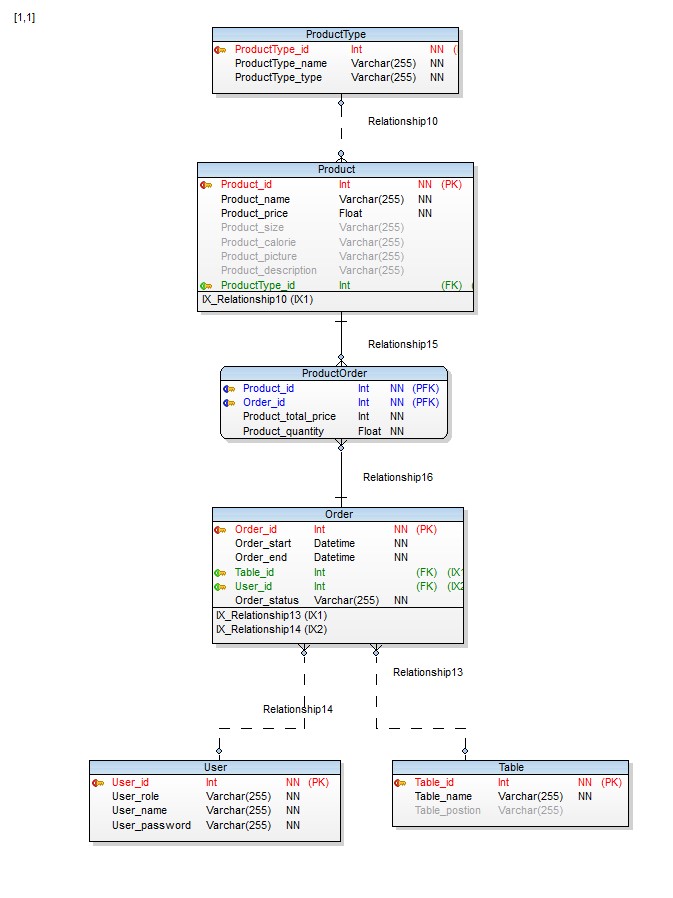 [1,1]
ProductType
ProductType_id Int NN (
ProductType_name Varchar(255) NN
ProductType_type Varchar(255) NN
Relationship10
Product
Product_id Int NN (PK)
Product_name Varchar(255) NN
Product_price Float NN
Product_size Varchar(255)
Product_calorie Varchar(255)
Product_picture Varchar(255)
Product_description Varchar(255)
ProductType_id Int (FK) (
IX_Relationship10 (IX1)
Relationship15
ProductOrder
Product_id Int NN (PFK)
Order_id Int NN (PFK)
Product_total_price Int NN
Product_quantity Float NN
Relationship16
Order
Order_id Int NN (PK)
Order_start Datetime NN
Order_end Datetime NN
Table_id Int (FK) (IX1
User_id Int (FK) (IX2
Order_status Varchar(255) NN
IX_Relationship13 (IX1)
IX_Relationship14 (IX2)
Relationship13
Relationship14
User
User_id Int NN (PK)
User_role Varchar(255) NN
User_name Varchar(255) NN
User_password Varchar(255) NN
Table
Table_id Int NN (PK)
Table_name Varchar(255) NN
Table_postion Varchar(255)